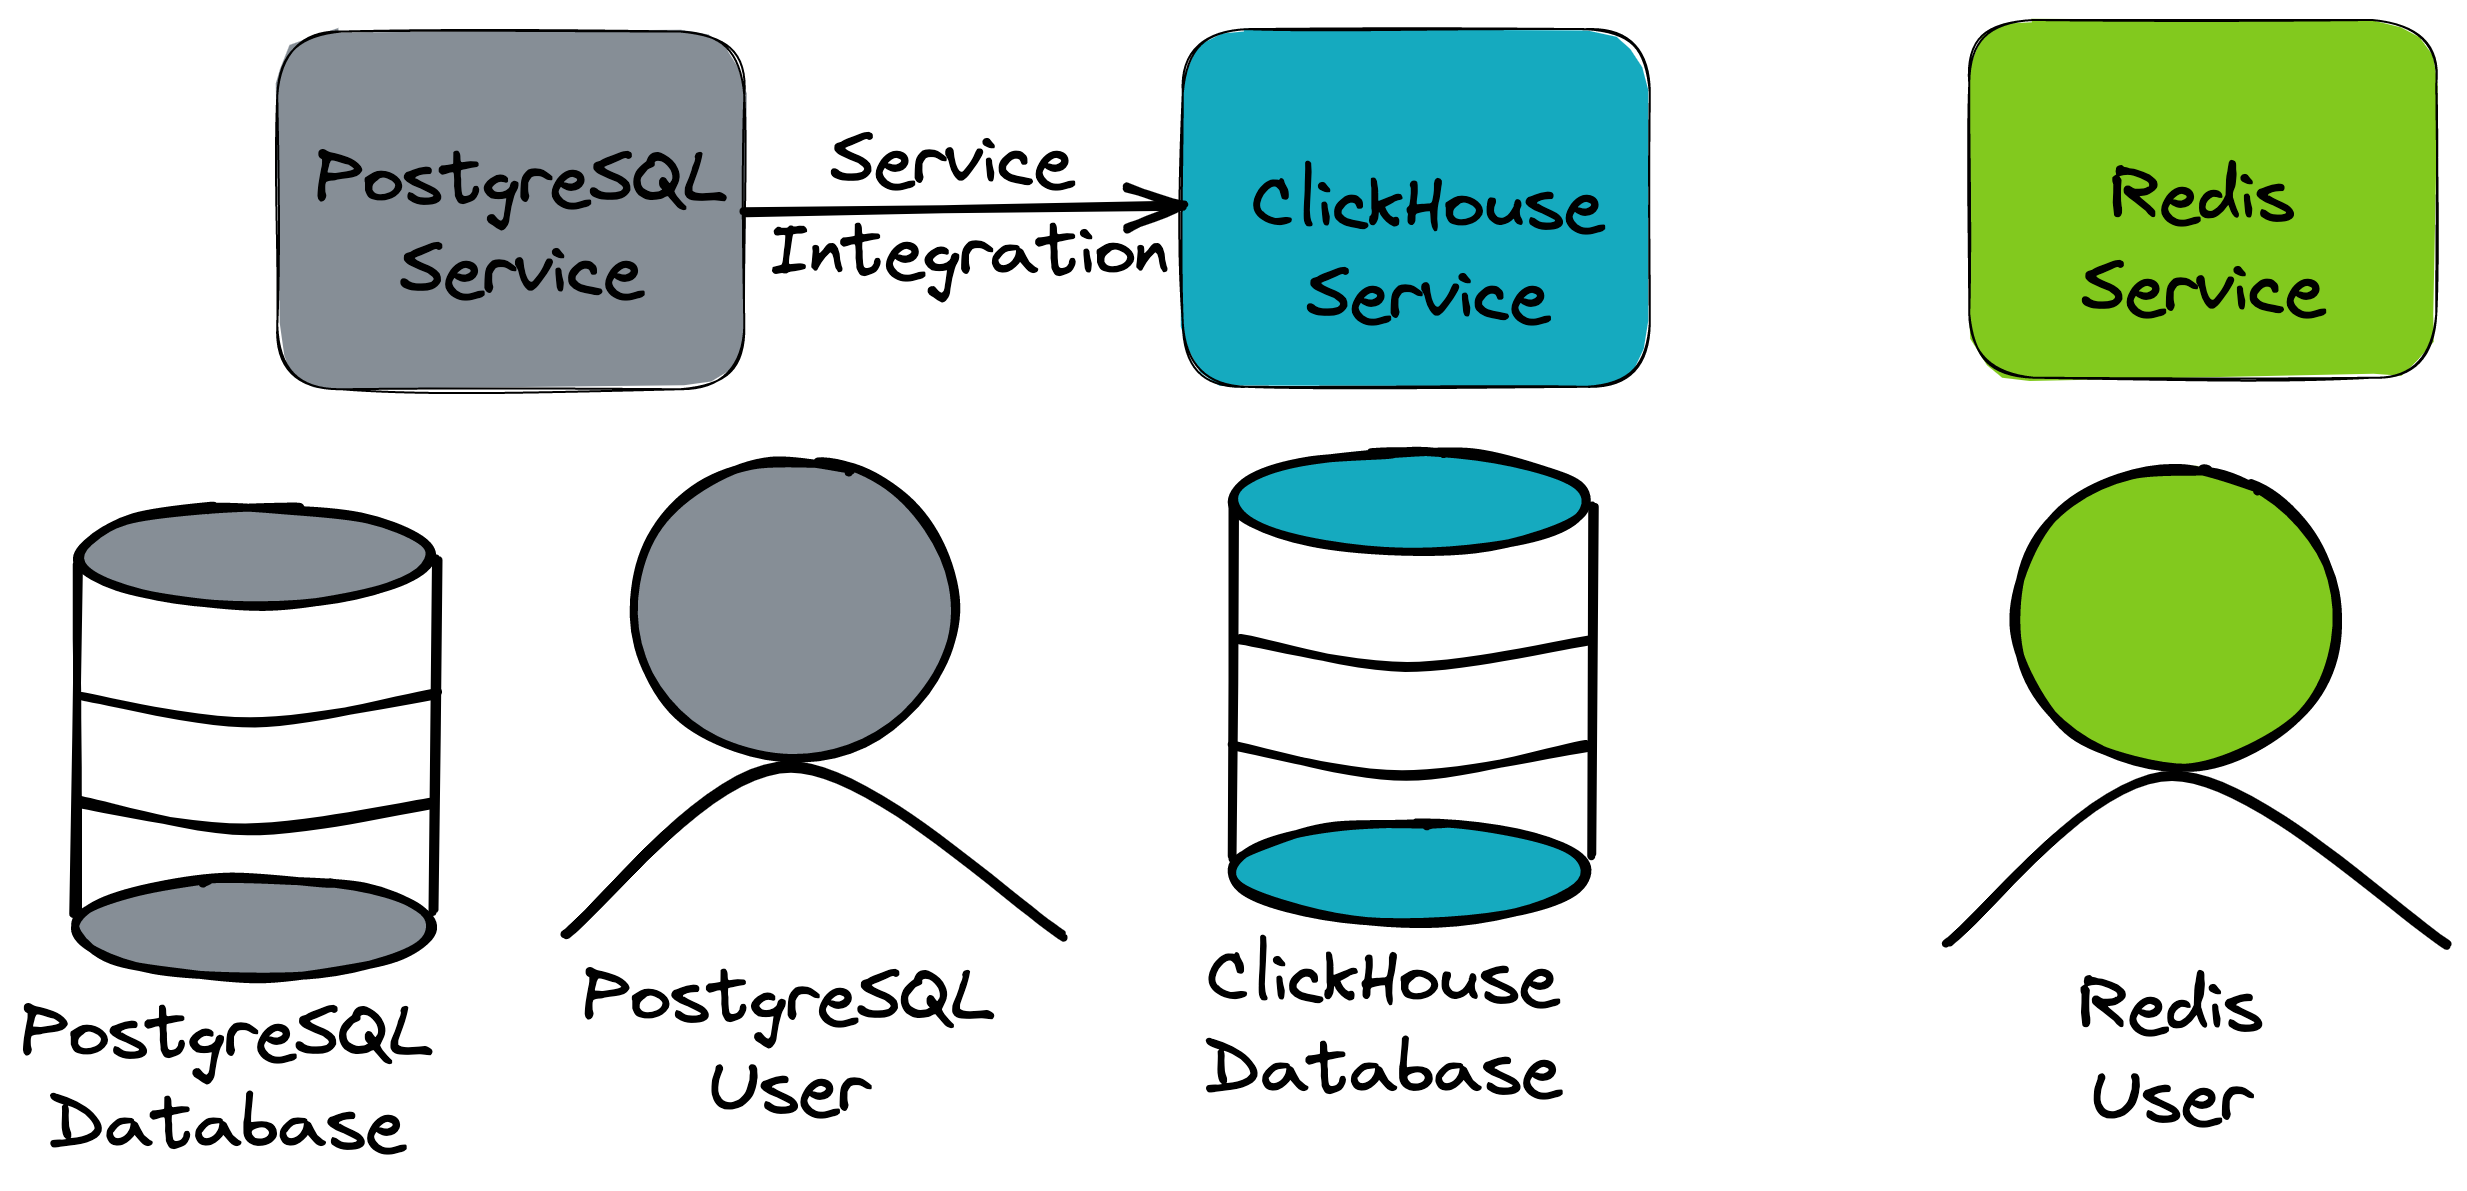 PostgreSQL
Service
Service
Integration
ClickHouse
Service
Redis
Service
PostgreSQL
Database
PostgreSQL
User
ClickHouse
Database
Redis
User